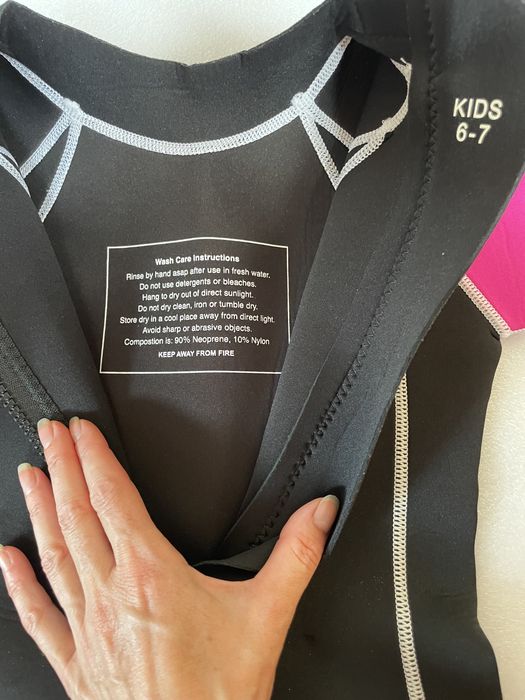 KIDS
6-7
Wash Care Instructions
Rinse by hand asap after use in fresh water.
Do not use detergents or bleaches.
Hang to dry out of direct sunlight.
Do not dry clean, iron or tumble dry.
Store dry in a cool place away from direct light.
Avoid sharp or abrasive objects.
Compostion is: 90% Neoprene, 10% Nylon
KEEP AWAY FROM FIRE